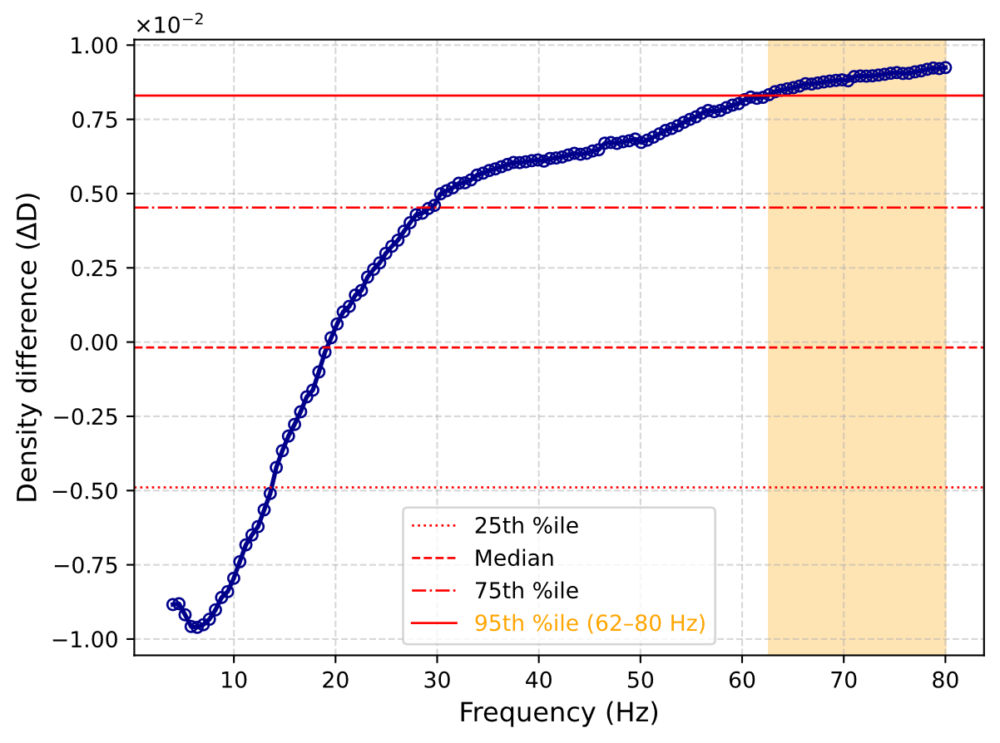 ×10⁻²
1.00
0.75
0.50
0.25
0.00
−0.25
−0.50
−0.75
−1.00
Density difference (ΔD)
25th %ile
Median
75th %ile
95th %ile (62–80 Hz)
10 20 30 40 50 60 70 80
Frequency (Hz)